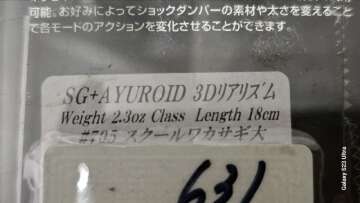 可能。お好みによってショックダンパーの素材や太さを変えること
で各モードのアクションを変化させることができます。
SG+AYUROID 3Dリアリズム
Weight 2.3oz Class Length 18cm
#705 スクールワカサギ大
631
Galaxy S23 Ultra